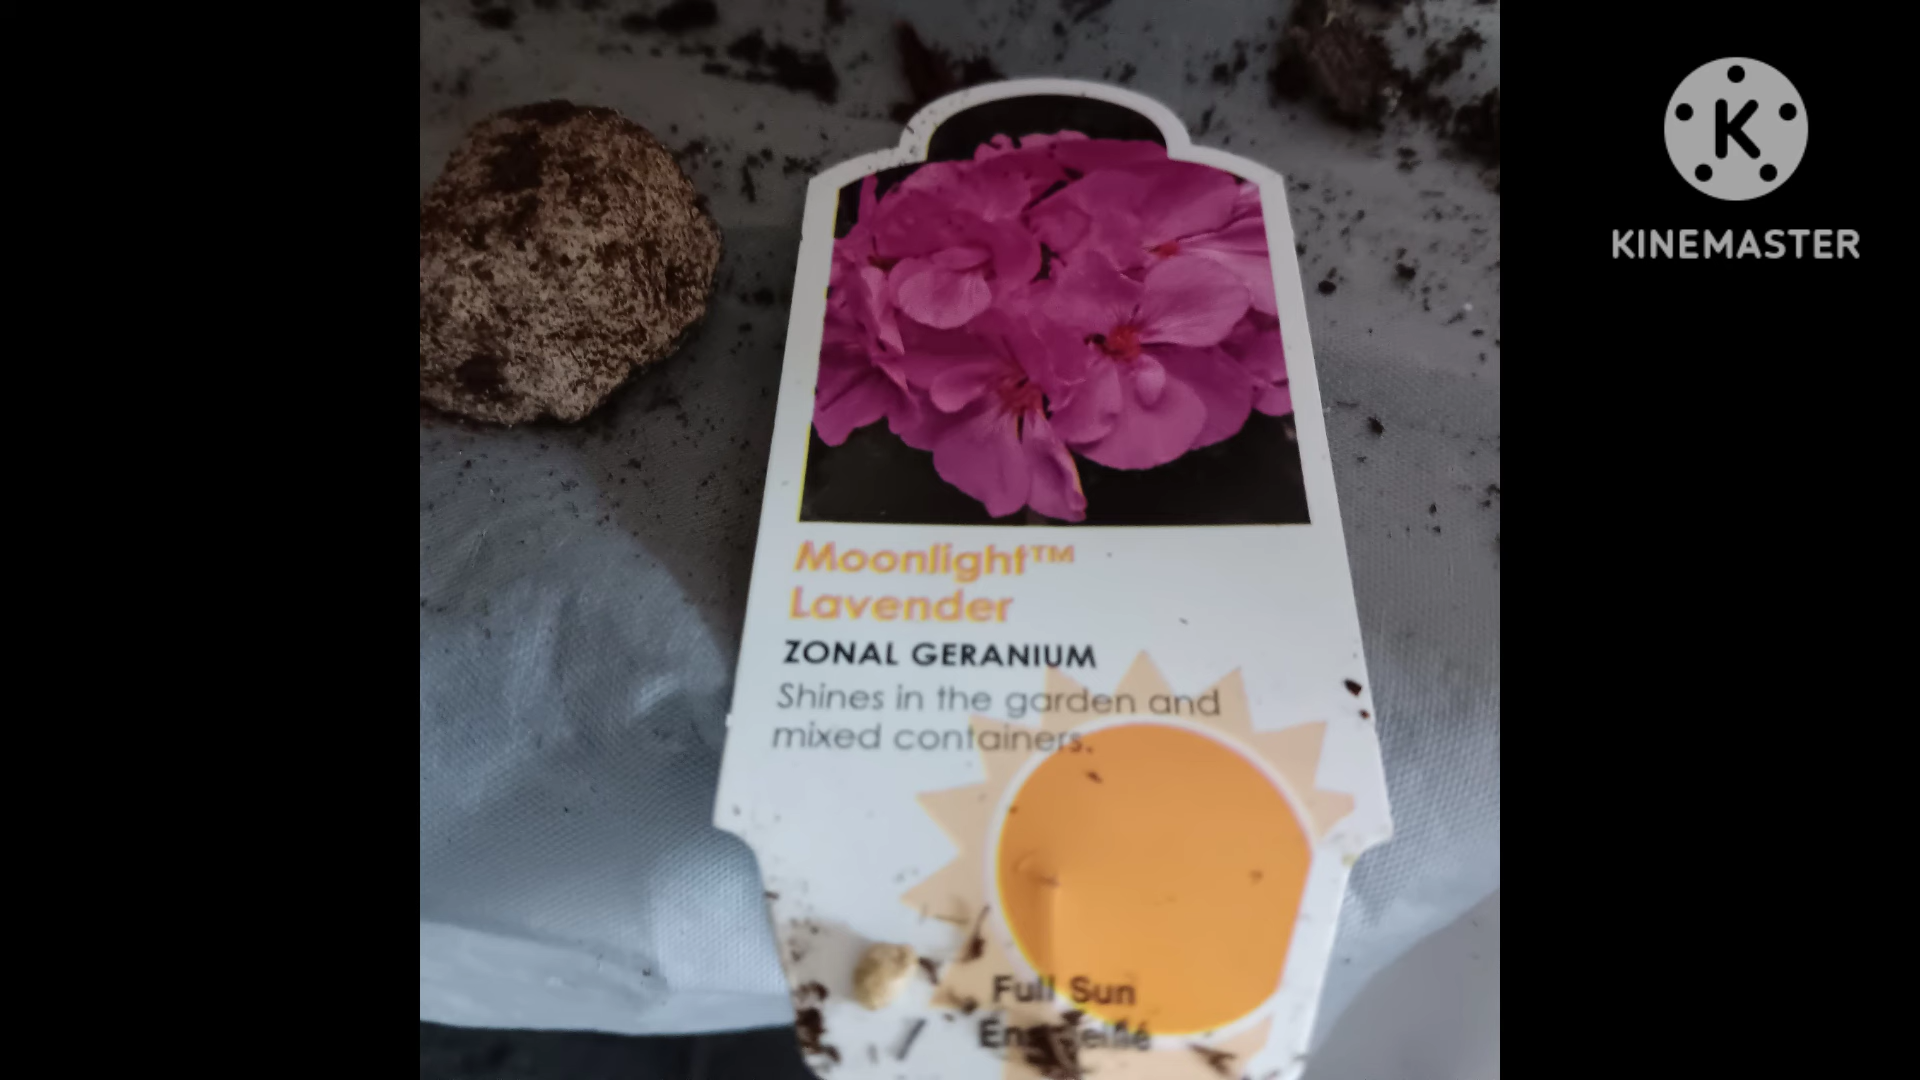 KINEMASTER
Moonlight™
Lavender
ZONAL GERANIUM
Shines in the garden and
mixed containers.
Full Sun